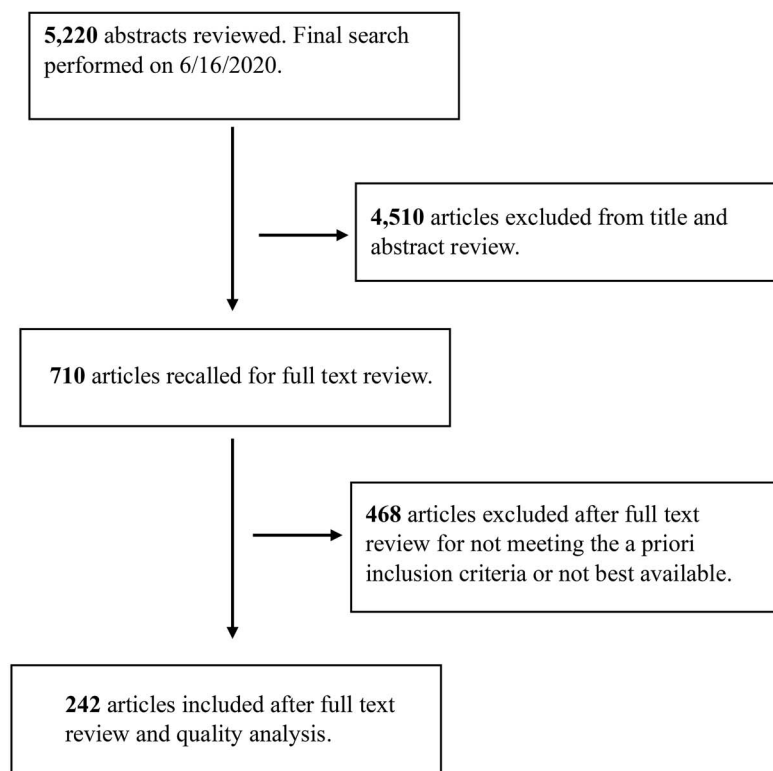 5,220 abstracts reviewed. Final search
performed on 6/16/2020.
4,510 articles excluded from title and
abstract review.
710 articles recalled for full text review.
468 articles excluded after full text
review for not meeting the a priori
inclusion criteria or not best available.
242 articles included after full text
review and quality analysis.